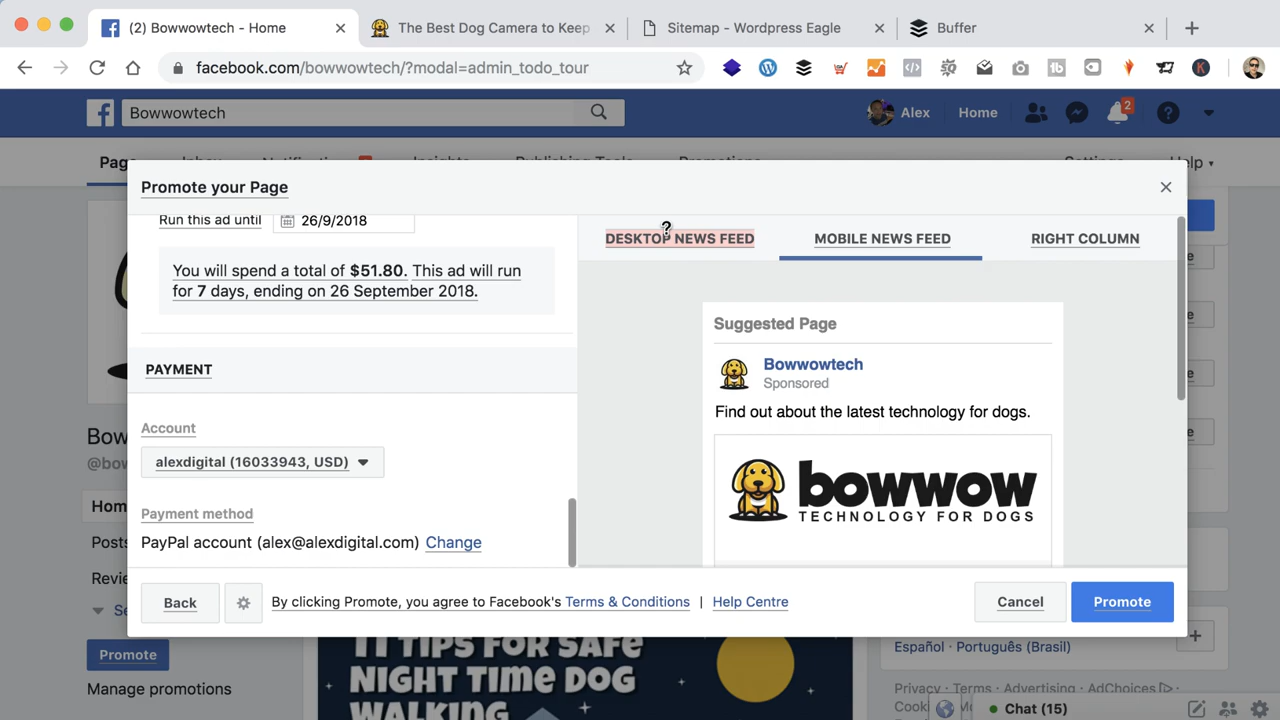 (2) Bowwowtech - Home
The Best Dog Camera to Keep
Sitemap - Wordpress Eagle
Buffer
facebook.com/bowwowtech/?modal=admin_todo_tour
Bowwowtech
Alex
Home
2
Promote your Page
Run this ad until
26/9/2018
You will spend a total of $51.80. This ad will run
for 7 days, ending on 26 September 2018.
PAYMENT
Account
alexdigital (16033943, USD)
Payment method
PayPal account (alex@alexdigital.com) Change
DESKTOP NEWS FEED
MOBILE NEWS FEED
RIGHT COLUMN
Suggested Page
Bowwowtech
Sponsored
Find out about the latest technology for dogs.
bowwow
TECHNOLOGY FOR DOGS
Back
By clicking Promote, you agree to Facebook's Terms & Conditions | Help Centre
Cancel
Promote
Promote
Manage promotions
11 TIPS FOR SAFE
NIGHT TIME DOG
WALKING
Español · Português (Brasil)
Privacy · Terms · Advertising · AdChoices
Chat (15)